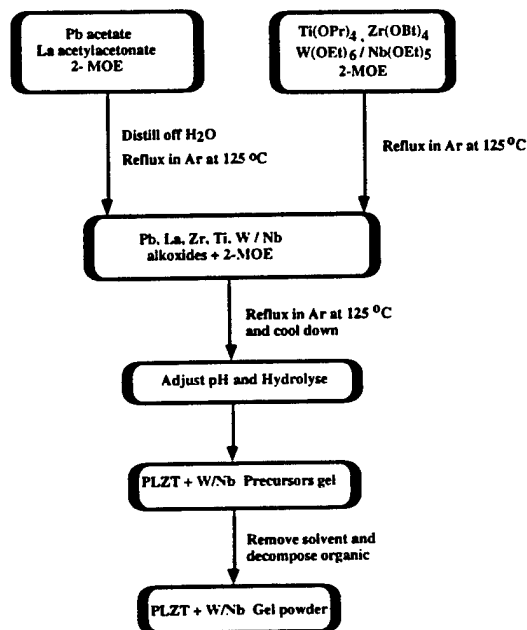 Pb acetate
La acetylacetonate
2- MOE
Ti(OPr)4 , Zr(OBt)4
W(OEt)6 / Nb(OEt)5
2-MOE
Distill off H2O
Reflux in Ar at 125 ºC
Reflux in Ar at 125ºC
Pb, La, Zr, Ti, W / Nb
alkoxides + 2-MOE
Reflux in Ar at 125 ºC
and cool down
Adjust pH and Hydrolyse
PLZT + W/Nb Precursors gel
Remove solvent and
decompose organic
PLZT + W/Nb Gel powder